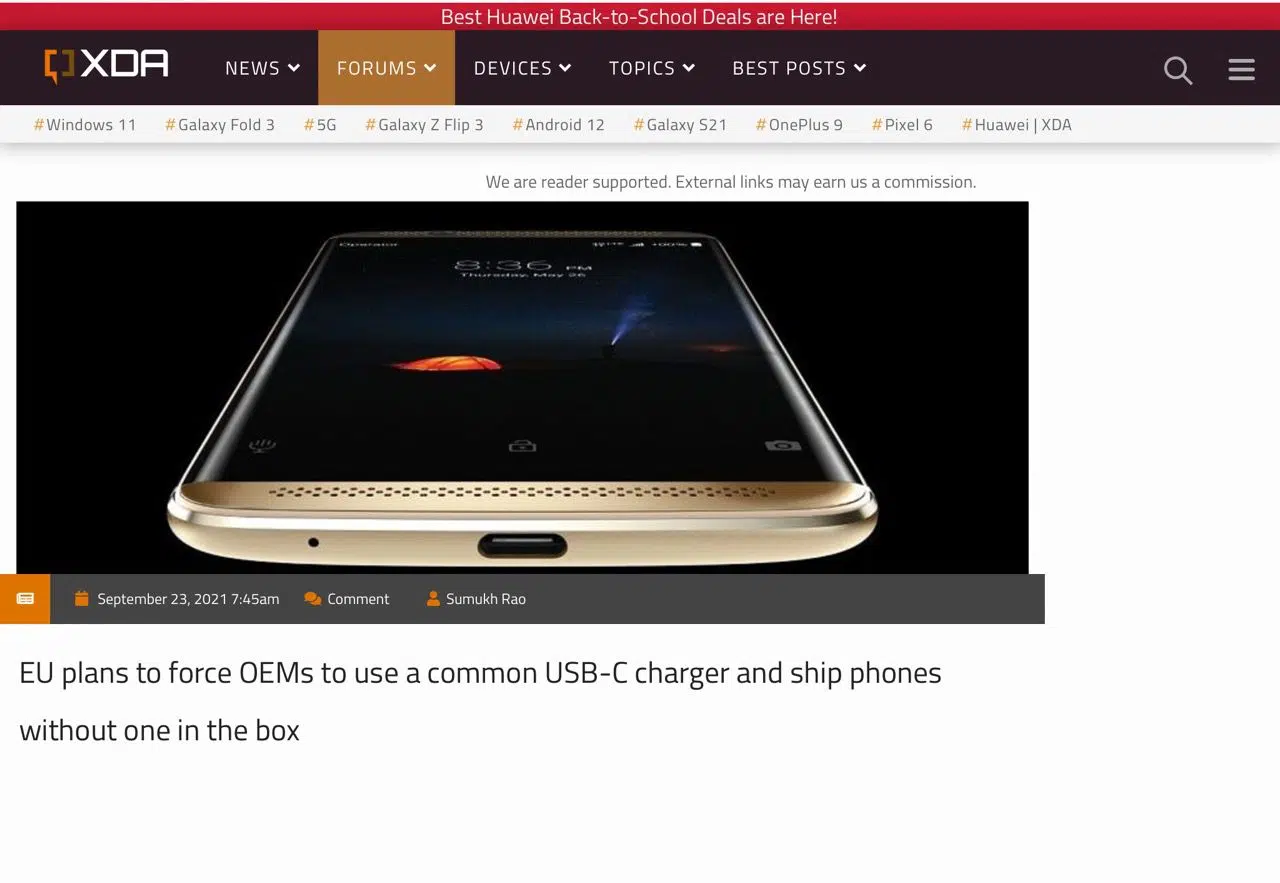 Best Huawei Back-to-School Deals are Here!
XDA NEWS FORUMS DEVICES TOPICS BEST POSTS
#Windows 11 #Galaxy Fold 3 #5G #Galaxy Z Flip 3 #Android 12 #Galaxy S21 #OnePlus 9 #Pixel 6 #Huawei | XDA
We are reader supported. External links may earn us a commission.
Operator LTE 100%
8:36 PM
Thursday, May 26
September 23, 2021 7:45am Comment Sumukh Rao
EU plans to force OEMs to use a common USB-C charger and ship phones
without one in the box